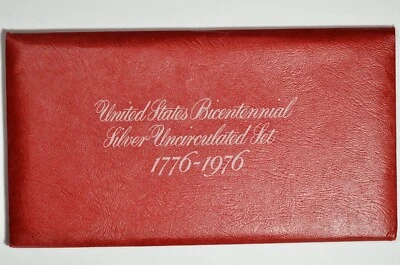 United States Bicentennial
Silver Uncirculated Set
1776-1976